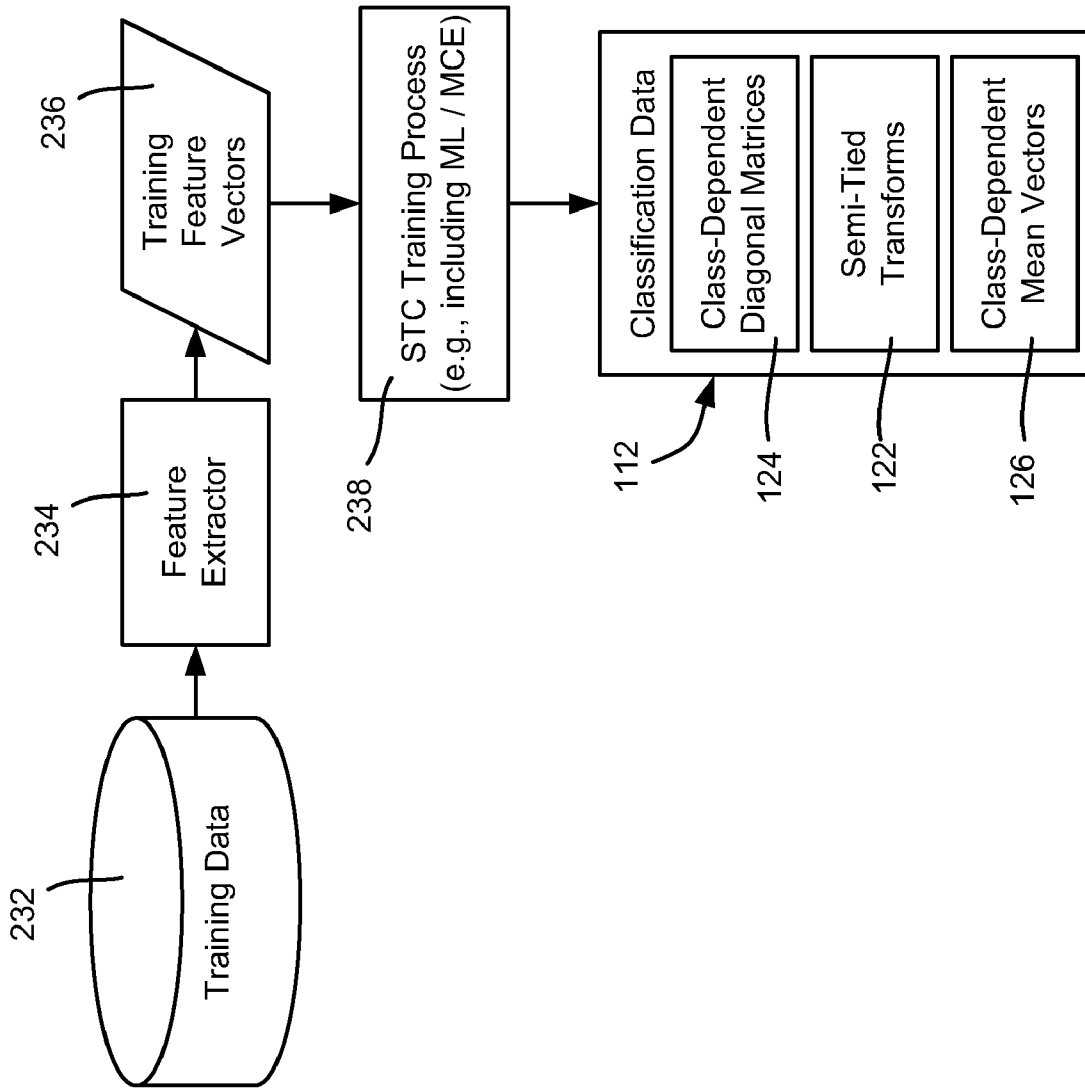 232
Training Data
234
Feature
Extractor
236
Training
Feature
Vectors
238
STC Training Process
(e.g., including ML / MCE)
112
Classification Data
124
Class-Dependent
Diagonal Matrices
122
Semi-Tied
Transforms
126
Class-Dependent
Mean Vectors